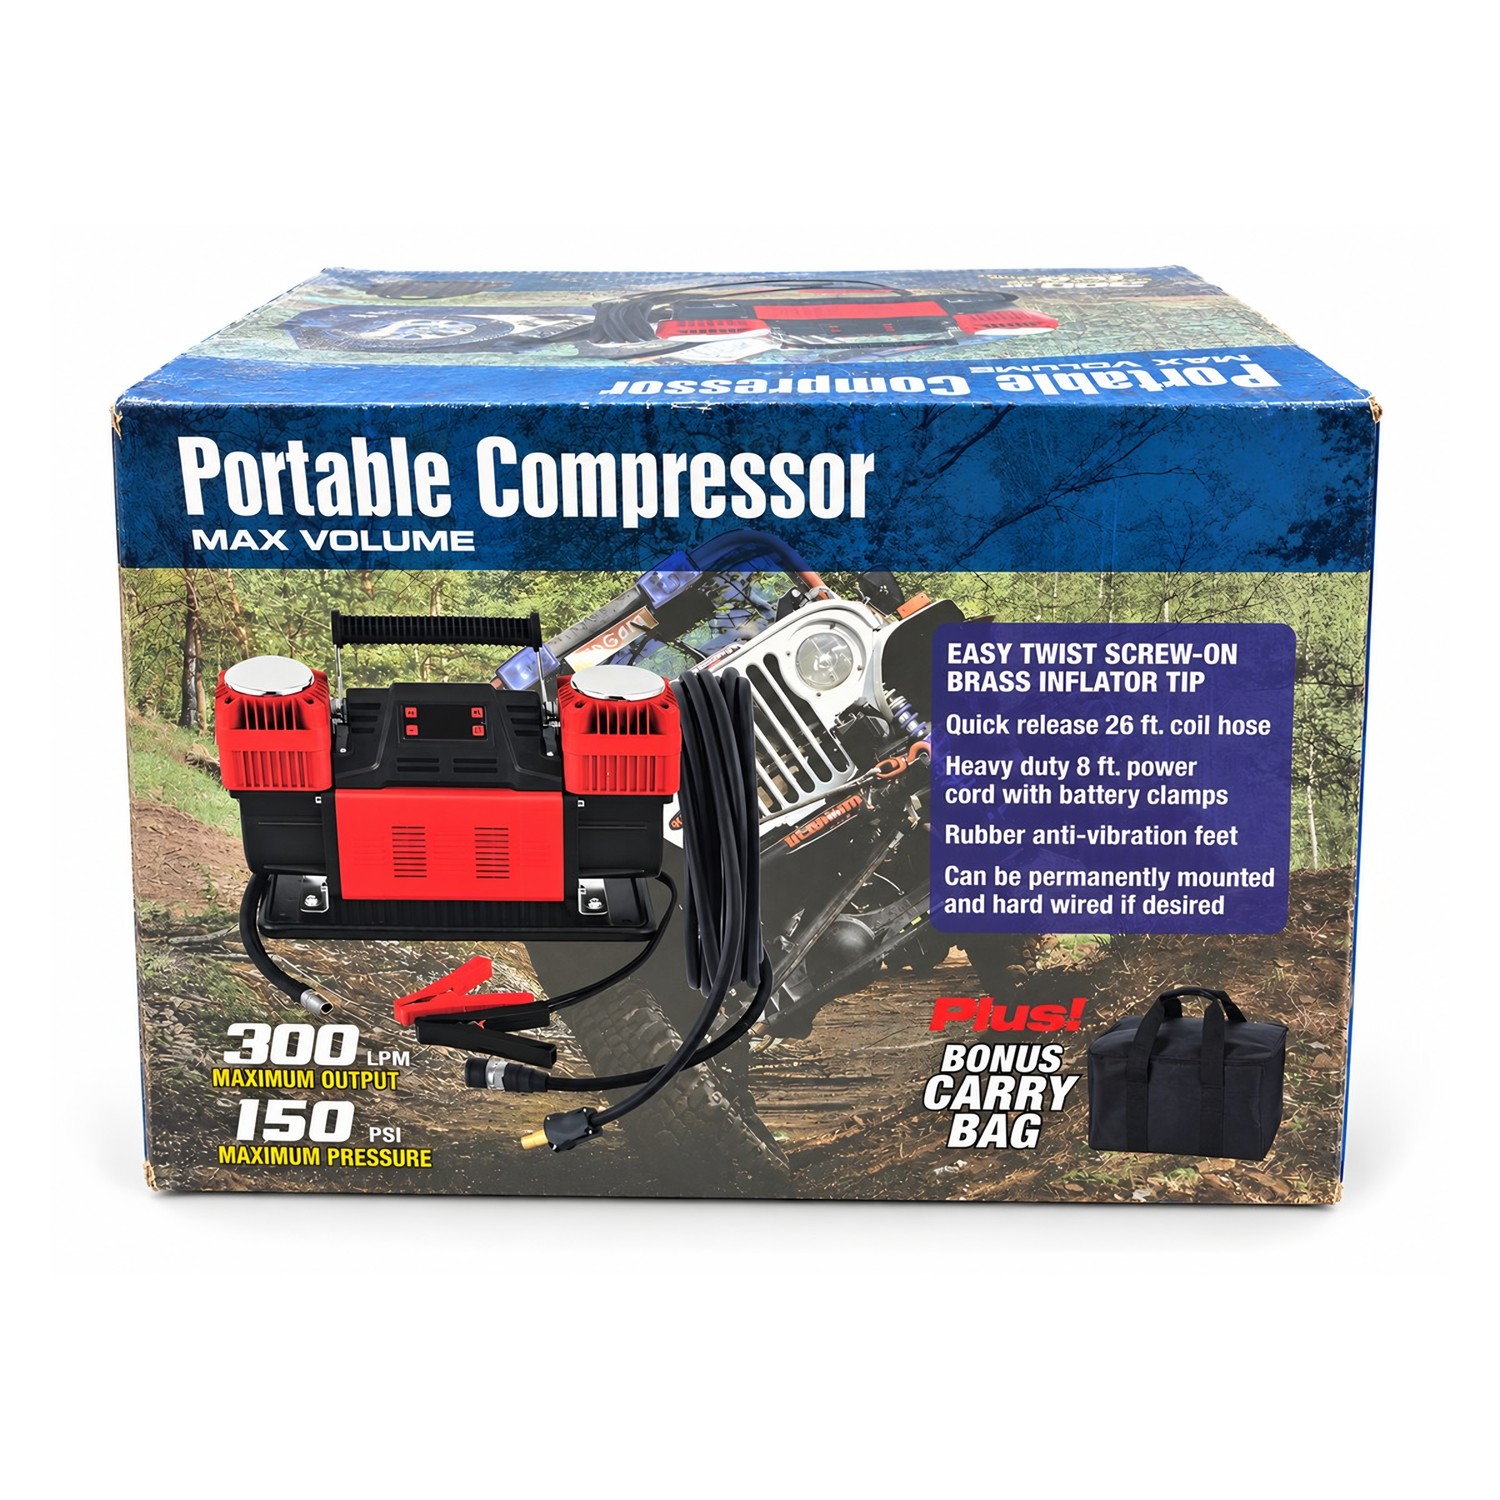 MAX VOLUME
Portable Compressor
Portable Compressor
MAX VOLUME
EASY TWIST SCREW-ON
BRASS INFLATOR TIP
Quick release 26 ft. coil hose
Heavy duty 8 ft. power
cord with battery clamps
Rubber anti-vibration feet
Can be permanently mounted
and hard wired if desired
300 LPM
MAXIMUM OUTPUT
150 PSI
MAXIMUM PRESSURE
Plus!
BONUS
CARRY
BAG